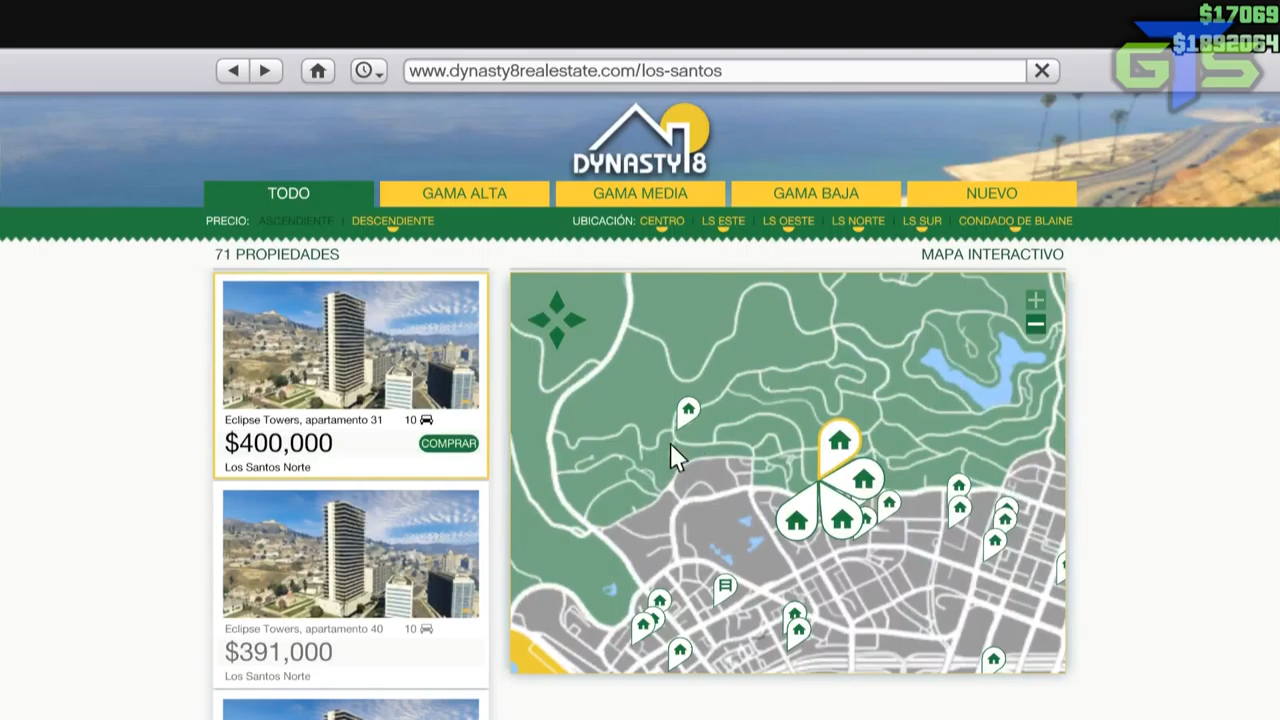 $17069
$1892064
GTS
www.dynasty8realestate.com/los-santos
DYNASTY 8
TODO
GAMA ALTA
GAMA MEDIA
GAMA BAJA
NUEVO
PRECIO: ASCENDIENTE | DESCENDIENTE
UBICACIÓN: CENTRO | LS ESTE | LS OESTE | LS NORTE | LS SUR | CONDADO DE BLAINE
71 PROPIEDADES
MAPA INTERACTIVO
Eclipse Towers, apartamento 31 10
$400,000
COMPRAR
Los Santos Norte
Eclipse Towers, apartamento 40 10
$391,000
Los Santos Norte